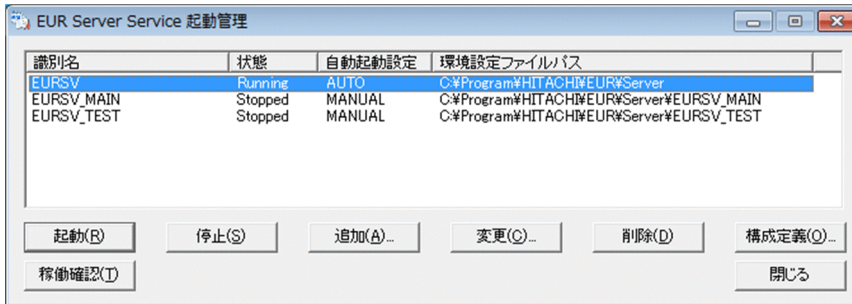 EUR Server Service 起動管理
識別名 状態 自動起動設定 環境設定ファイルパス
EURSV Running AUTO C:¥Program¥HITACHI¥EUR¥Server
EURSV_MAIN Stopped MANUAL C:¥Program¥HITACHI¥EUR¥Server¥EURSV_MAIN
EURSV_TEST Stopped MANUAL C:¥Program¥HITACHI¥EUR¥Server¥EURSV_TEST
起動(R) 停止(S) 追加(A)... 変更(C)... 削除(D) 構成定義(O)...
稼働確認(T) 閉じる